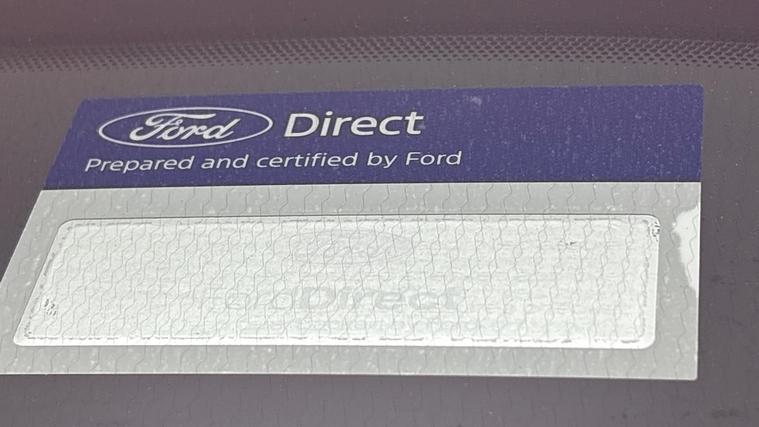 Ford Direct
Prepared and certified by Ford
FordDirect